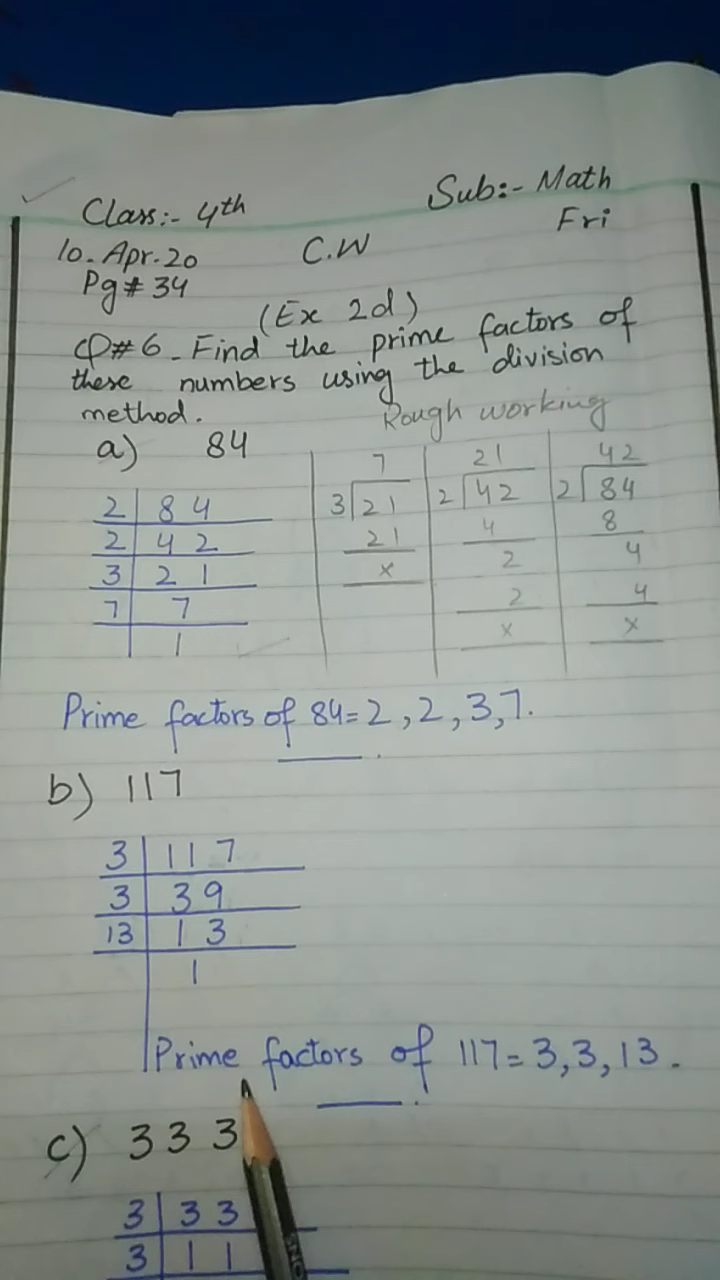 Class:- 4th Sub:- Math
10-Apr-20 C.W Fri
Pg# 34
(Ex 2d)
Q#6-Find the prime factors of
these numbers using the division
method. Rough working
a) 84
2 84
2 42
3 21
7 7
1
7
3 21
21
x
21
2 42
4
2
2
x
42
2 84
8
4
4
x
Prime factors of 84=2,2,3,7.
b) 117
3 117
3 39
13 13
1
Prime factors of 117=3,3,13.
c) 333
3 33
3 11